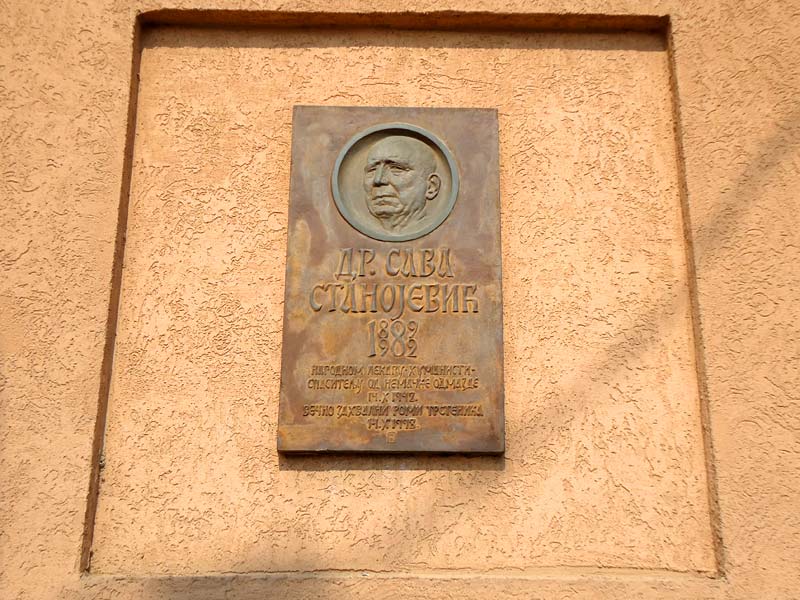 ДР. САВА
СТАНОЈЕВИЋ
1889
1982
НАРОДНОМ ЛЕКАРУ-ХУМАНИСТИ-
СПАСИТЕЉУ ОД НЕМАЧКЕ ОДМАЗДЕ
14.X 1942.
ВЕЧНО ЗАХВАЛНИ РОМИ ТРСТЕНИКА
14.X 1998.